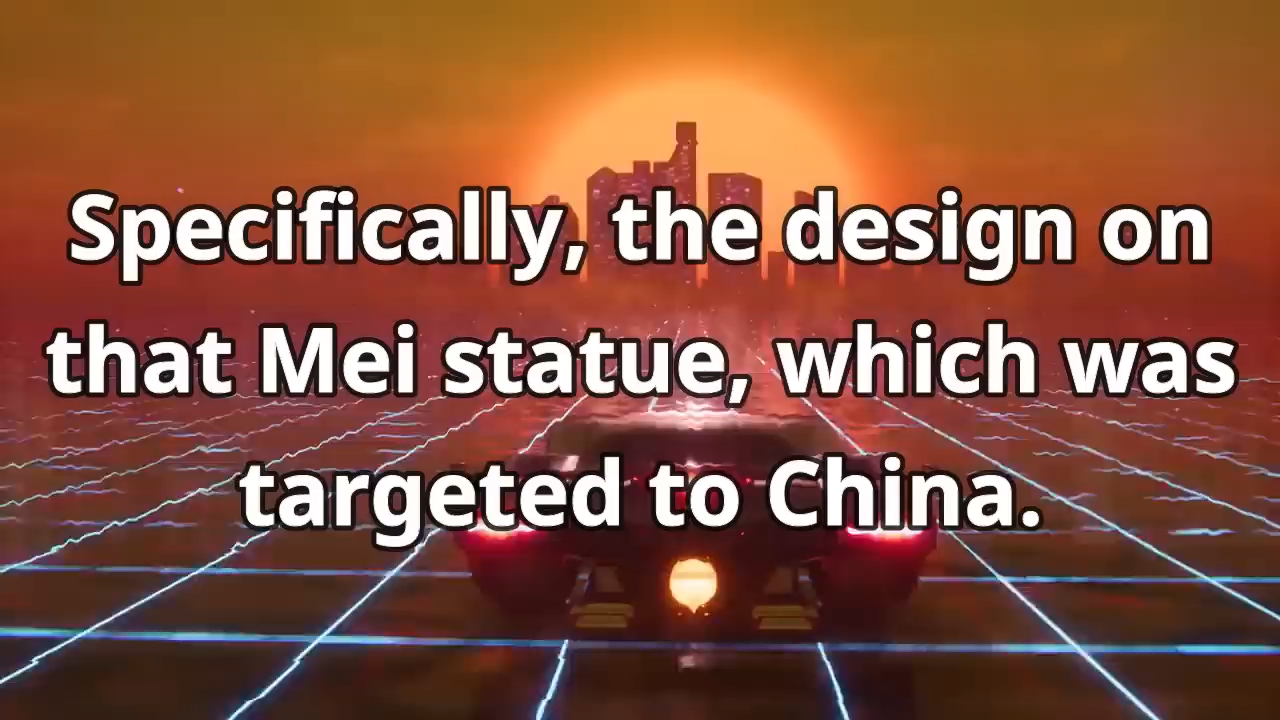 Specifically, the design on
that Mei statue, which was
targeted to China.